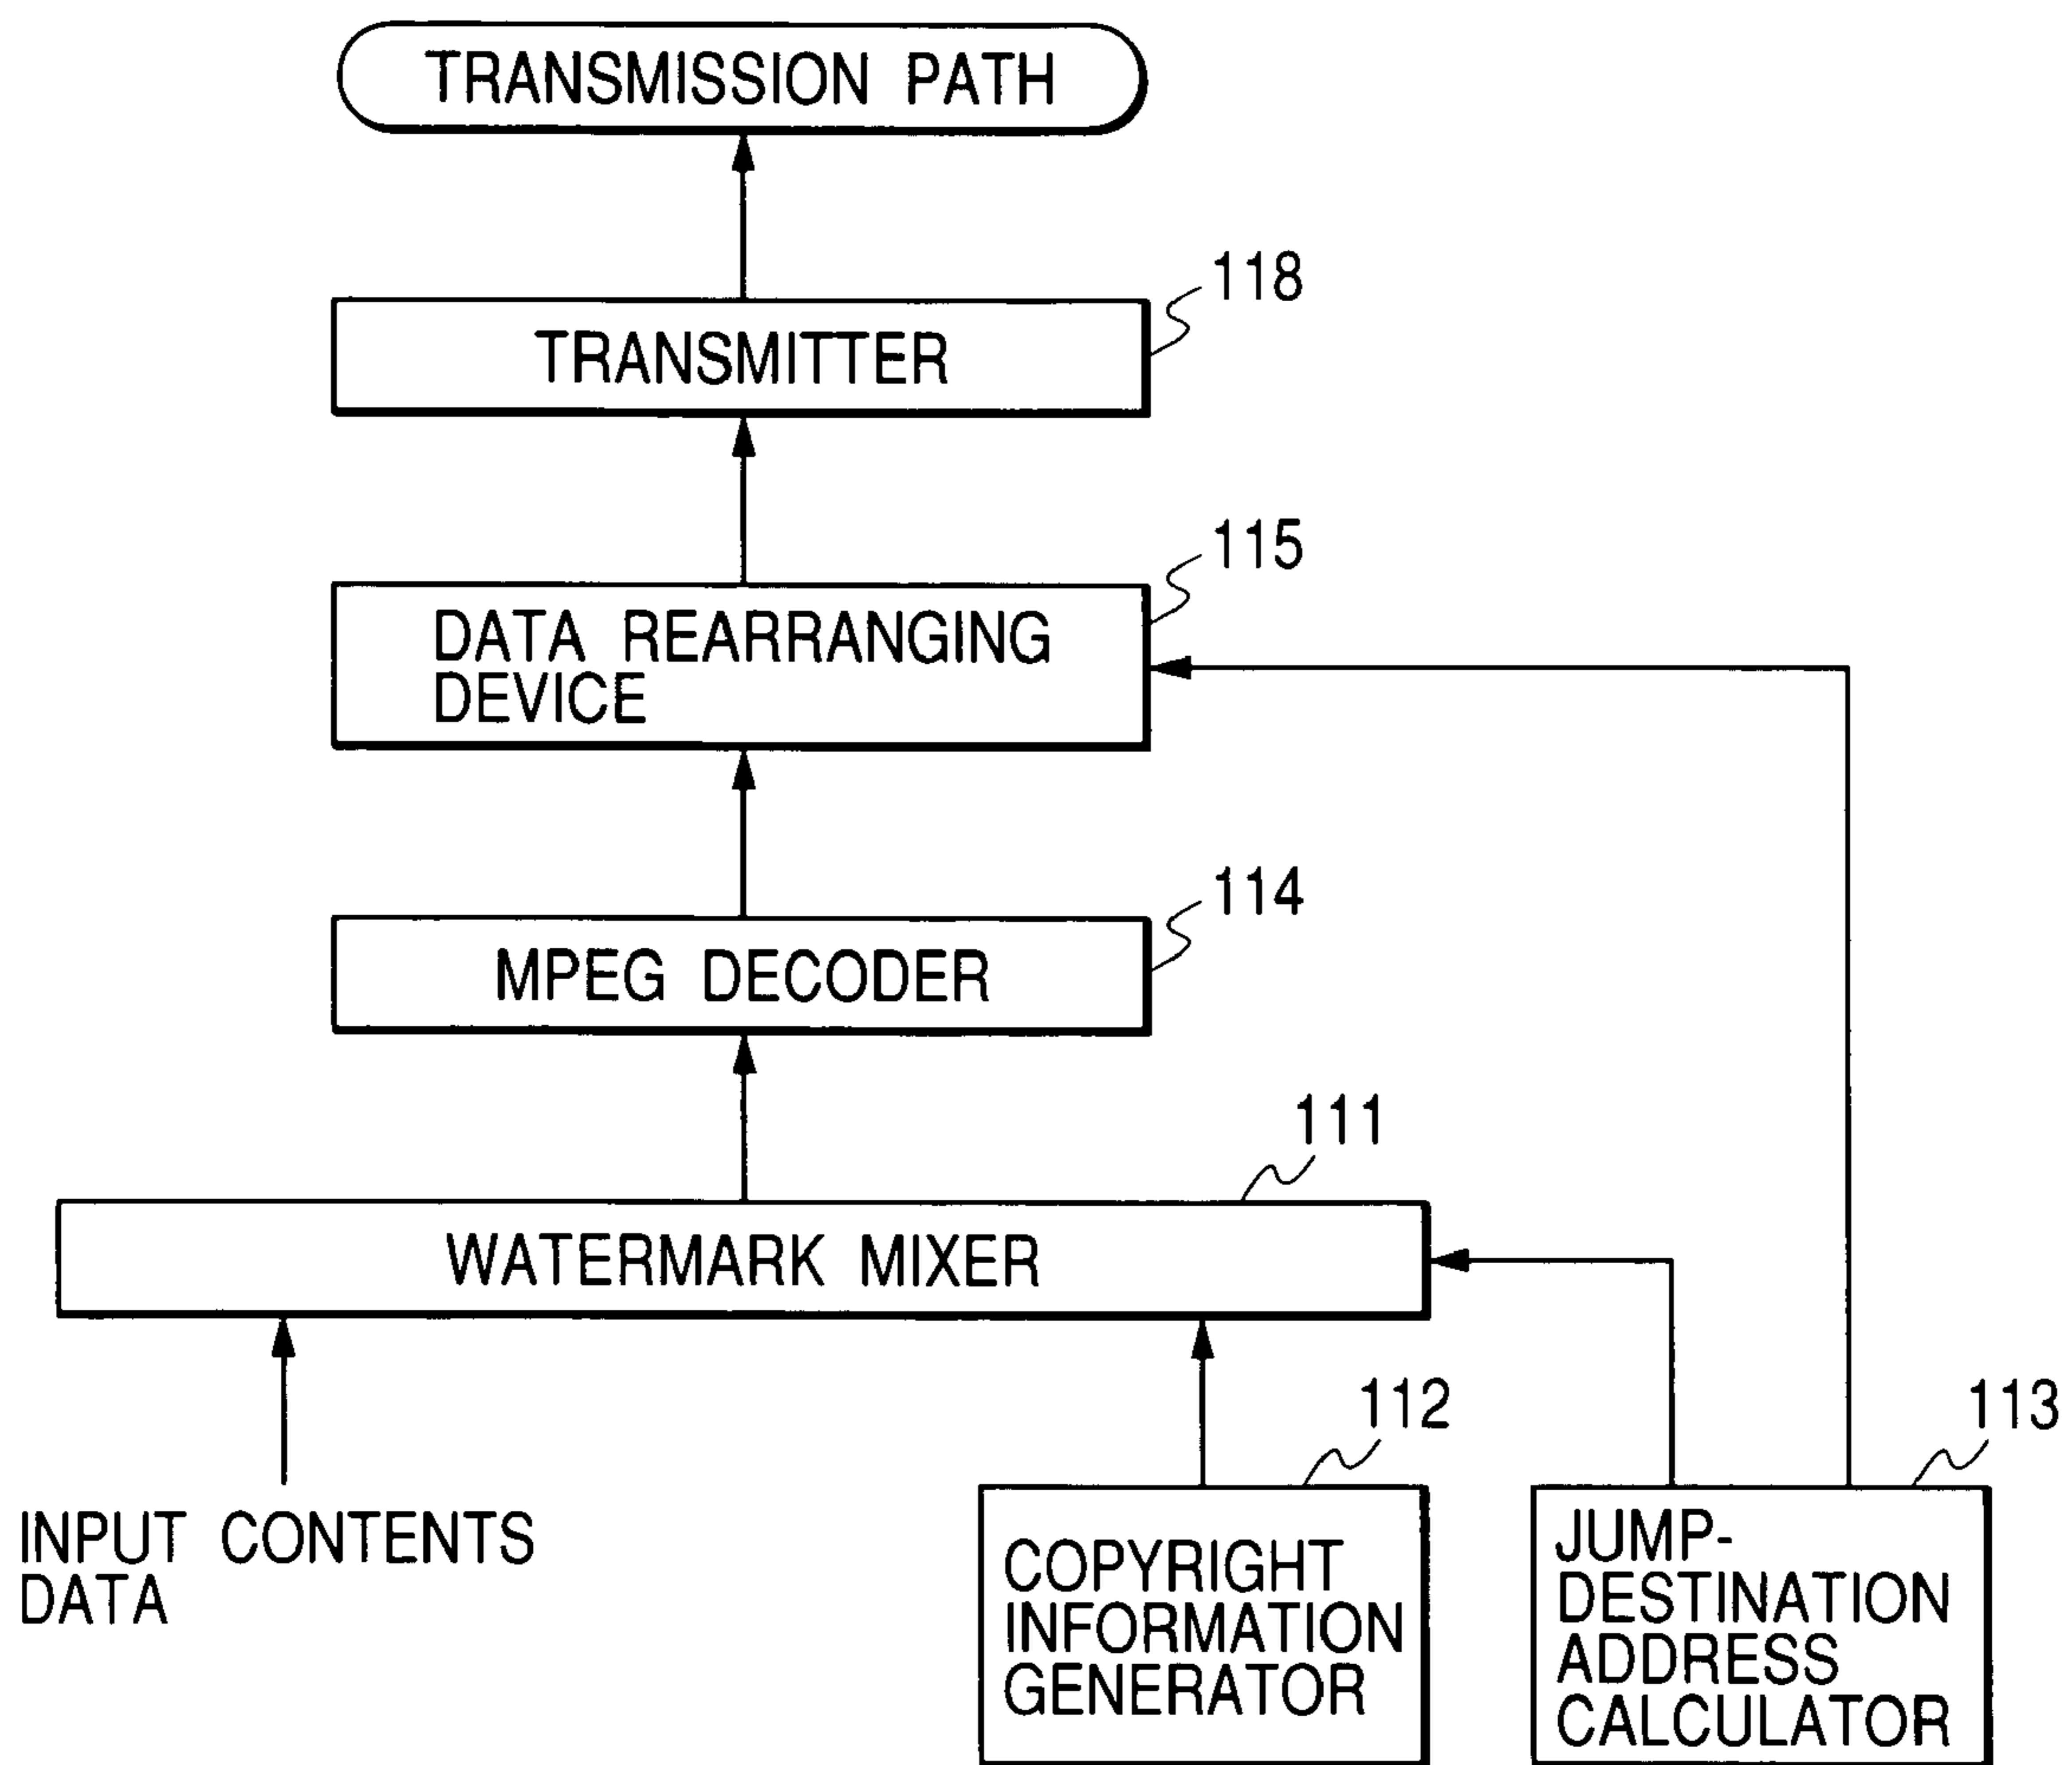 TRANSMISSION PATH
118
TRANSMITTER
115
DATA REARRANGING
DEVICE
114
MPEG DECODER
111
WATERMARK MIXER
112
113
INPUT CONTENTS
DATA
COPYRIGHT
INFORMATION
GENERATOR
JUMP-
DESTINATION
ADDRESS
CALCULATOR